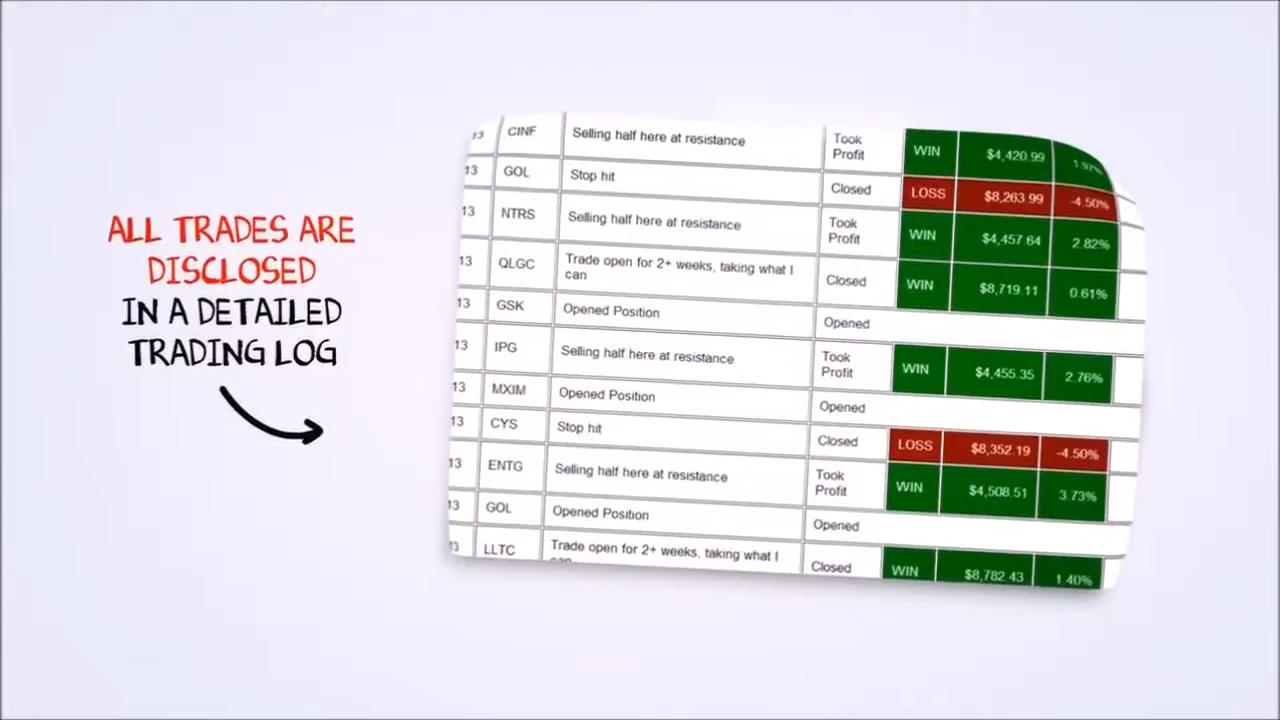 ALL TRADES ARE
DISCLOSED
IN A DETAILED
TRADING LOG
13 CINF Selling half here at resistance Took Profit WIN $4,420.99 1.97%
13 GOL Stop hit Closed LOSS $8,263.99 -4.50%
13 NTRS Selling half here at resistance Took Profit WIN $4,457.64 2.82%
13 QLGC Trade open for 2+ weeks, taking what I can Closed WIN $8,719.11 0.61%
13 GSK Opened Position Opened
13 IPG Selling half here at resistance Took Profit WIN $4,455.35 2.76%
13 MXIM Opened Position Opened
13 CYS Stop hit Closed LOSS $8,352.19 -4.50%
13 ENTG Selling half here at resistance Took Profit WIN $4,508.51 3.73%
13 GOL Opened Position Opened
13 LLTC Trade open for 2+ weeks, taking what I Closed WIN $8,782.43 1.40%